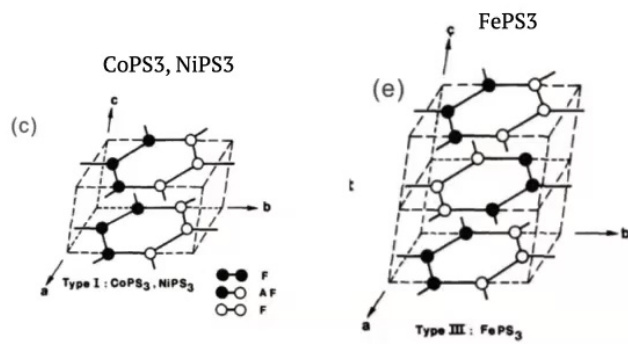 CoPS3, NiPS3
(c)
c
b
a
Type I : CoPS₃, NiPS₃
F
AF
F
FePS3
(e)
c
t
b
a
Type III : FePS₃